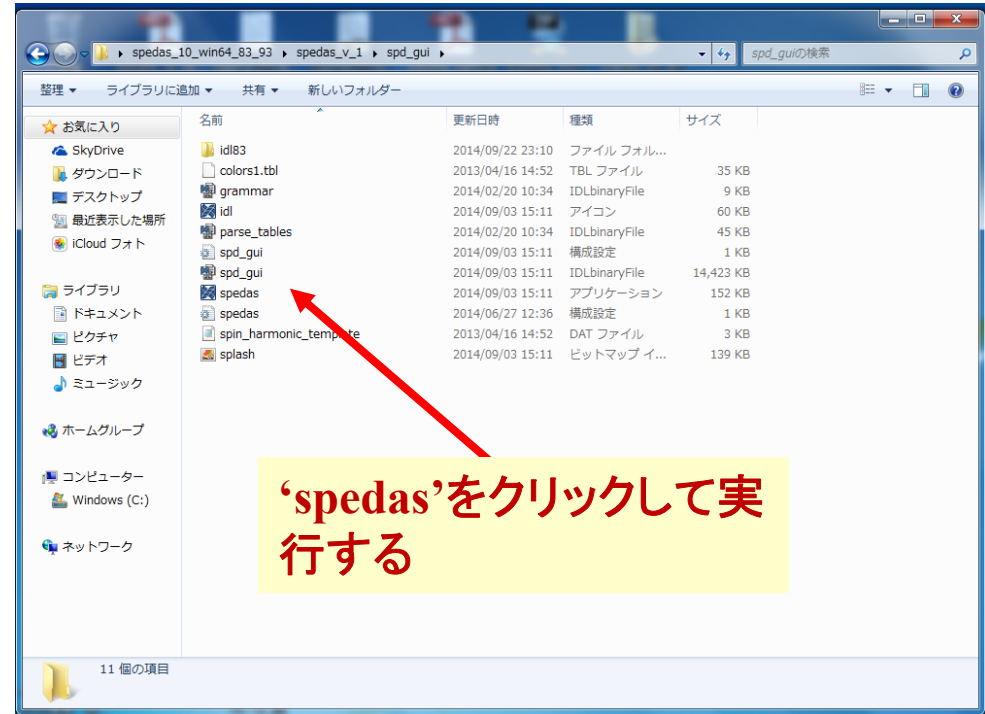 spedas_10_win64_83_93 spedas_v_1 spd_gui
spd_guiの検索
整理 ライブラリに追加 共有 新しいフォルダー
名前 更新日時 種類 サイズ
お気に入り
SkyDrive
ダウンロード
デスクトップ
最近表示した場所
iCloud フォト
ライブラリ
ドキュメント
ピクチャ
ビデオ
ミュージック
ホームグループ
コンピューター
Windows (C:)
ネットワーク
idl83 2014/09/22 23:10 ファイル フォル...
colors1.tbl 2013/04/16 14:52 TBL ファイル 35 KB
grammar 2014/02/20 10:34 IDLbinaryFile 9 KB
idl 2014/09/03 15:11 アイコン 60 KB
parse_tables 2014/02/20 10:34 IDLbinaryFile 45 KB
spd_gui 2014/09/03 15:11 構成設定 1 KB
spd_gui 2014/09/03 15:11 IDLbinaryFile 14,423 KB
spedas 2014/09/03 15:11 アプリケーション 152 KB
spedas 2014/06/27 12:36 構成設定 1 KB
spin_harmonic_template 2013/04/16 14:52 DAT ファイル 3 KB
splash 2014/09/03 15:11 ビットマップ イ... 139 KB
‘spedas’をクリックして実
行する
11 個の項目